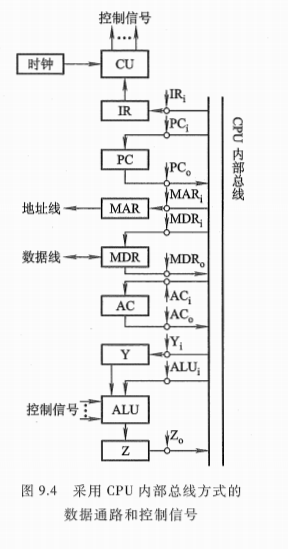 控制信号
时钟
CU
IR
IRi
PCi
PC
PCo
MARi
地址线
MAR
MDRi
数据线
MDR
MDRo
AC
ACi
ACo
Y
Yi
ALUi
控制信号
ALU
Z
Zo
CPU 内部总线
图 9.4 采用 CPU 内部总线方式的
数据通路和控制信号